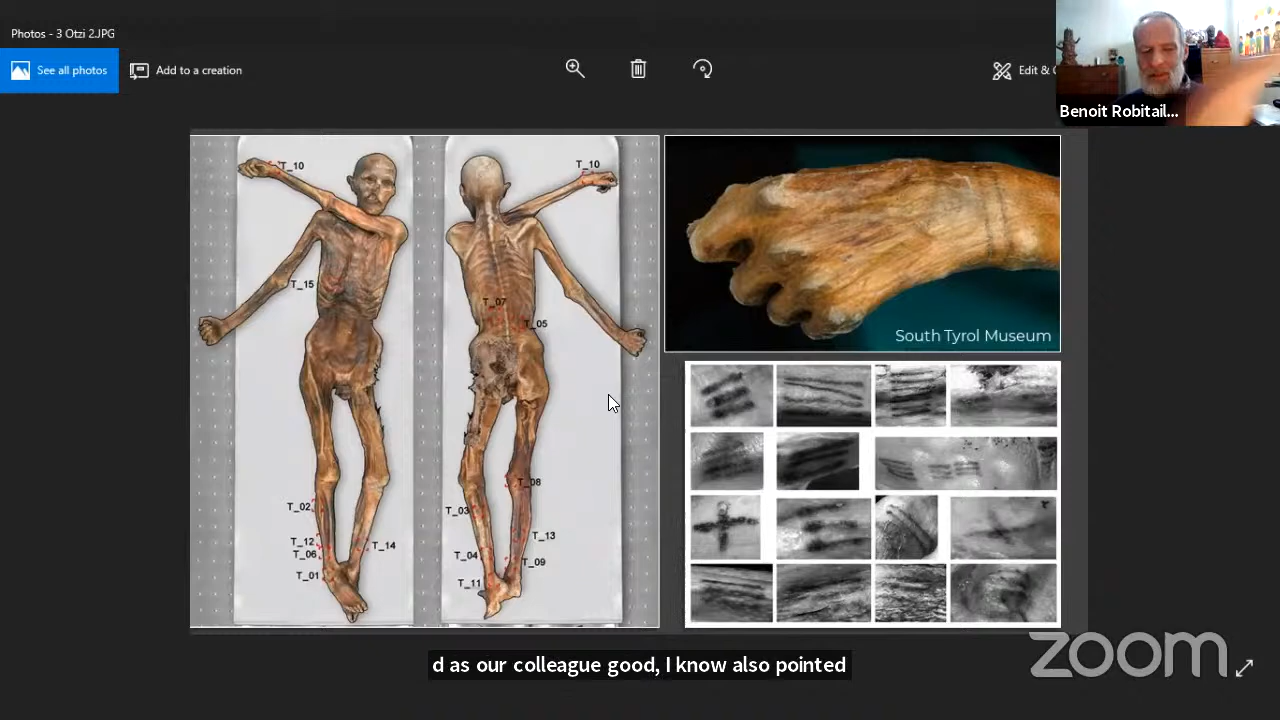 Photos - 3 Otzi 2.JPG
See all photos
Add to a creation
Edit & C
Benoit Robitail...
T_10
T_10
T_15
T_07
T_05
T_02
T_12
T_06
T_01
T_14
T_03
T_08
T_04
T_13
T_09
T_11
South Tyrol Museum
d as our colleague good, I know also pointed
zoom